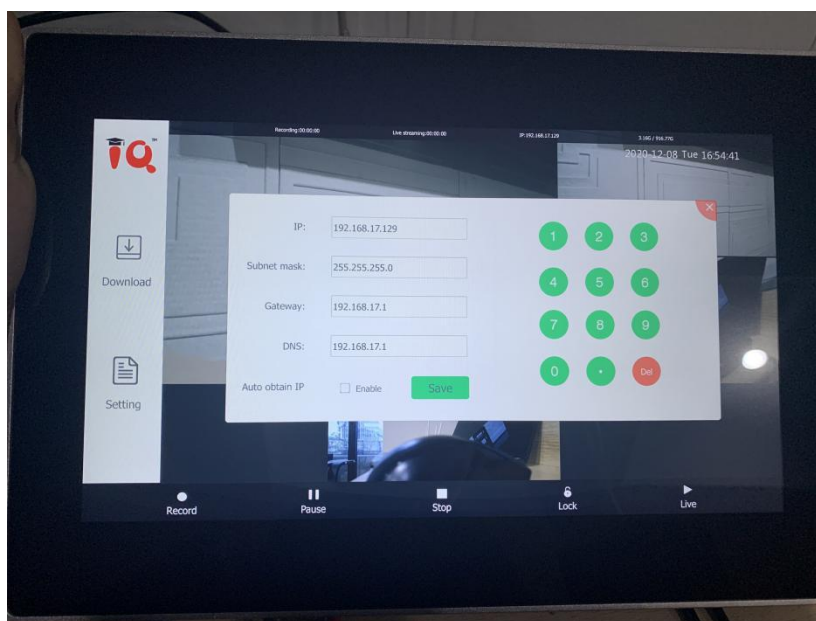 Recording:00:00:00 Live streaming:00:00:00 IP:192.168.17.129
2020-12-08 Tue 16:54:41
iQ
IP: 192.168.17.129
1 2 3
Subnet mask: 255.255.255.0
Download
4 5 6
Gateway: 192.168.17.1
7 8 9
DNS: 192.168.17.1
0 . Del
Auto obtain IP Enable Save
Setting
Record Pause Stop Lock Live